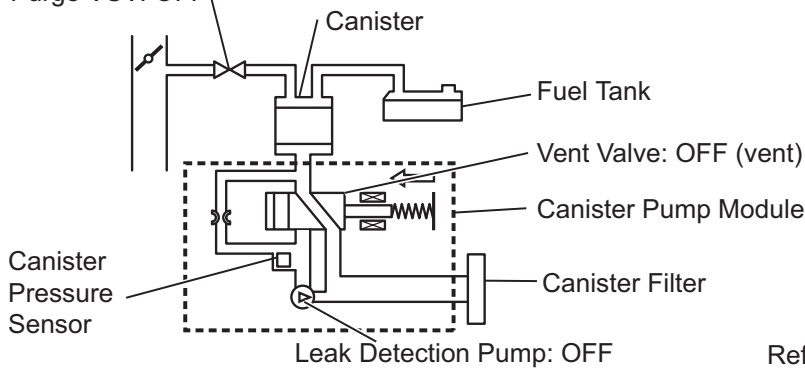 Canister
Fuel Tank
Vent Valve: OFF (vent)
Canister Pump Module
Canister
Pressure
Sensor
Canister Filter
Leak Detection Pump: OFF